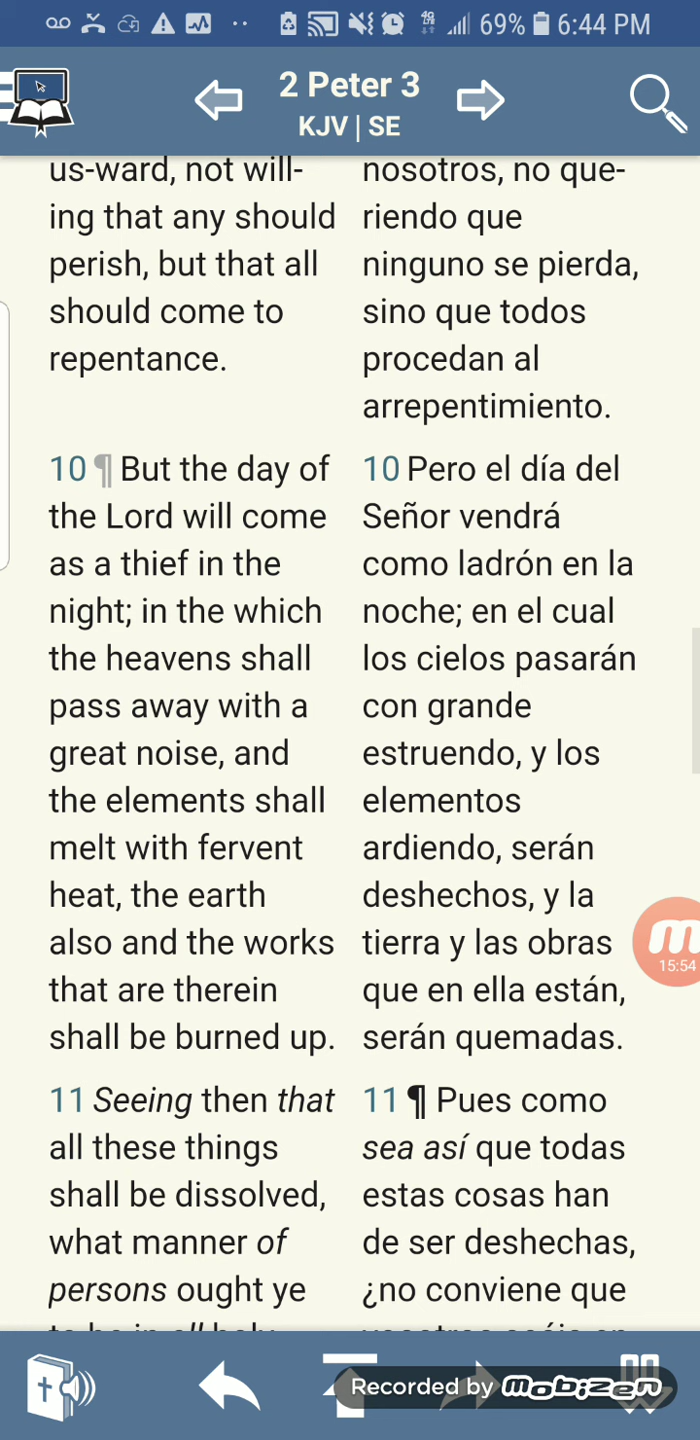 69% 6:44 PM
2 Peter 3
KJV | SE
us-ward, not will-
ing that any should
perish, but that all
should come to
repentance.
10 ¶ But the day of
the Lord will come
as a thief in the
night; in the which
the heavens shall
pass away with a
great noise, and
the elements shall
melt with fervent
heat, the earth
also and the works
that are therein
shall be burned up.
11 Seeing then that
all these things
shall be dissolved,
what manner of
persons ought ye
to be in all holy
nosotros, no que-
riendo que
ninguno se pierda,
sino que todos
procedan al
arrepentimiento.
10 Pero el día del
Señor vendrá
como ladrón en la
noche; en el cual
los cielos pasarán
con grande
estruendo, y los
elementos
ardiendo, serán
deshechos, y la
tierra y las obras
que en ella están,
serán quemadas.
11 ¶ Pues como
sea así que todas
estas cosas han
de ser deshechas,
¿no conviene que
15:54
Recorded by mobizen